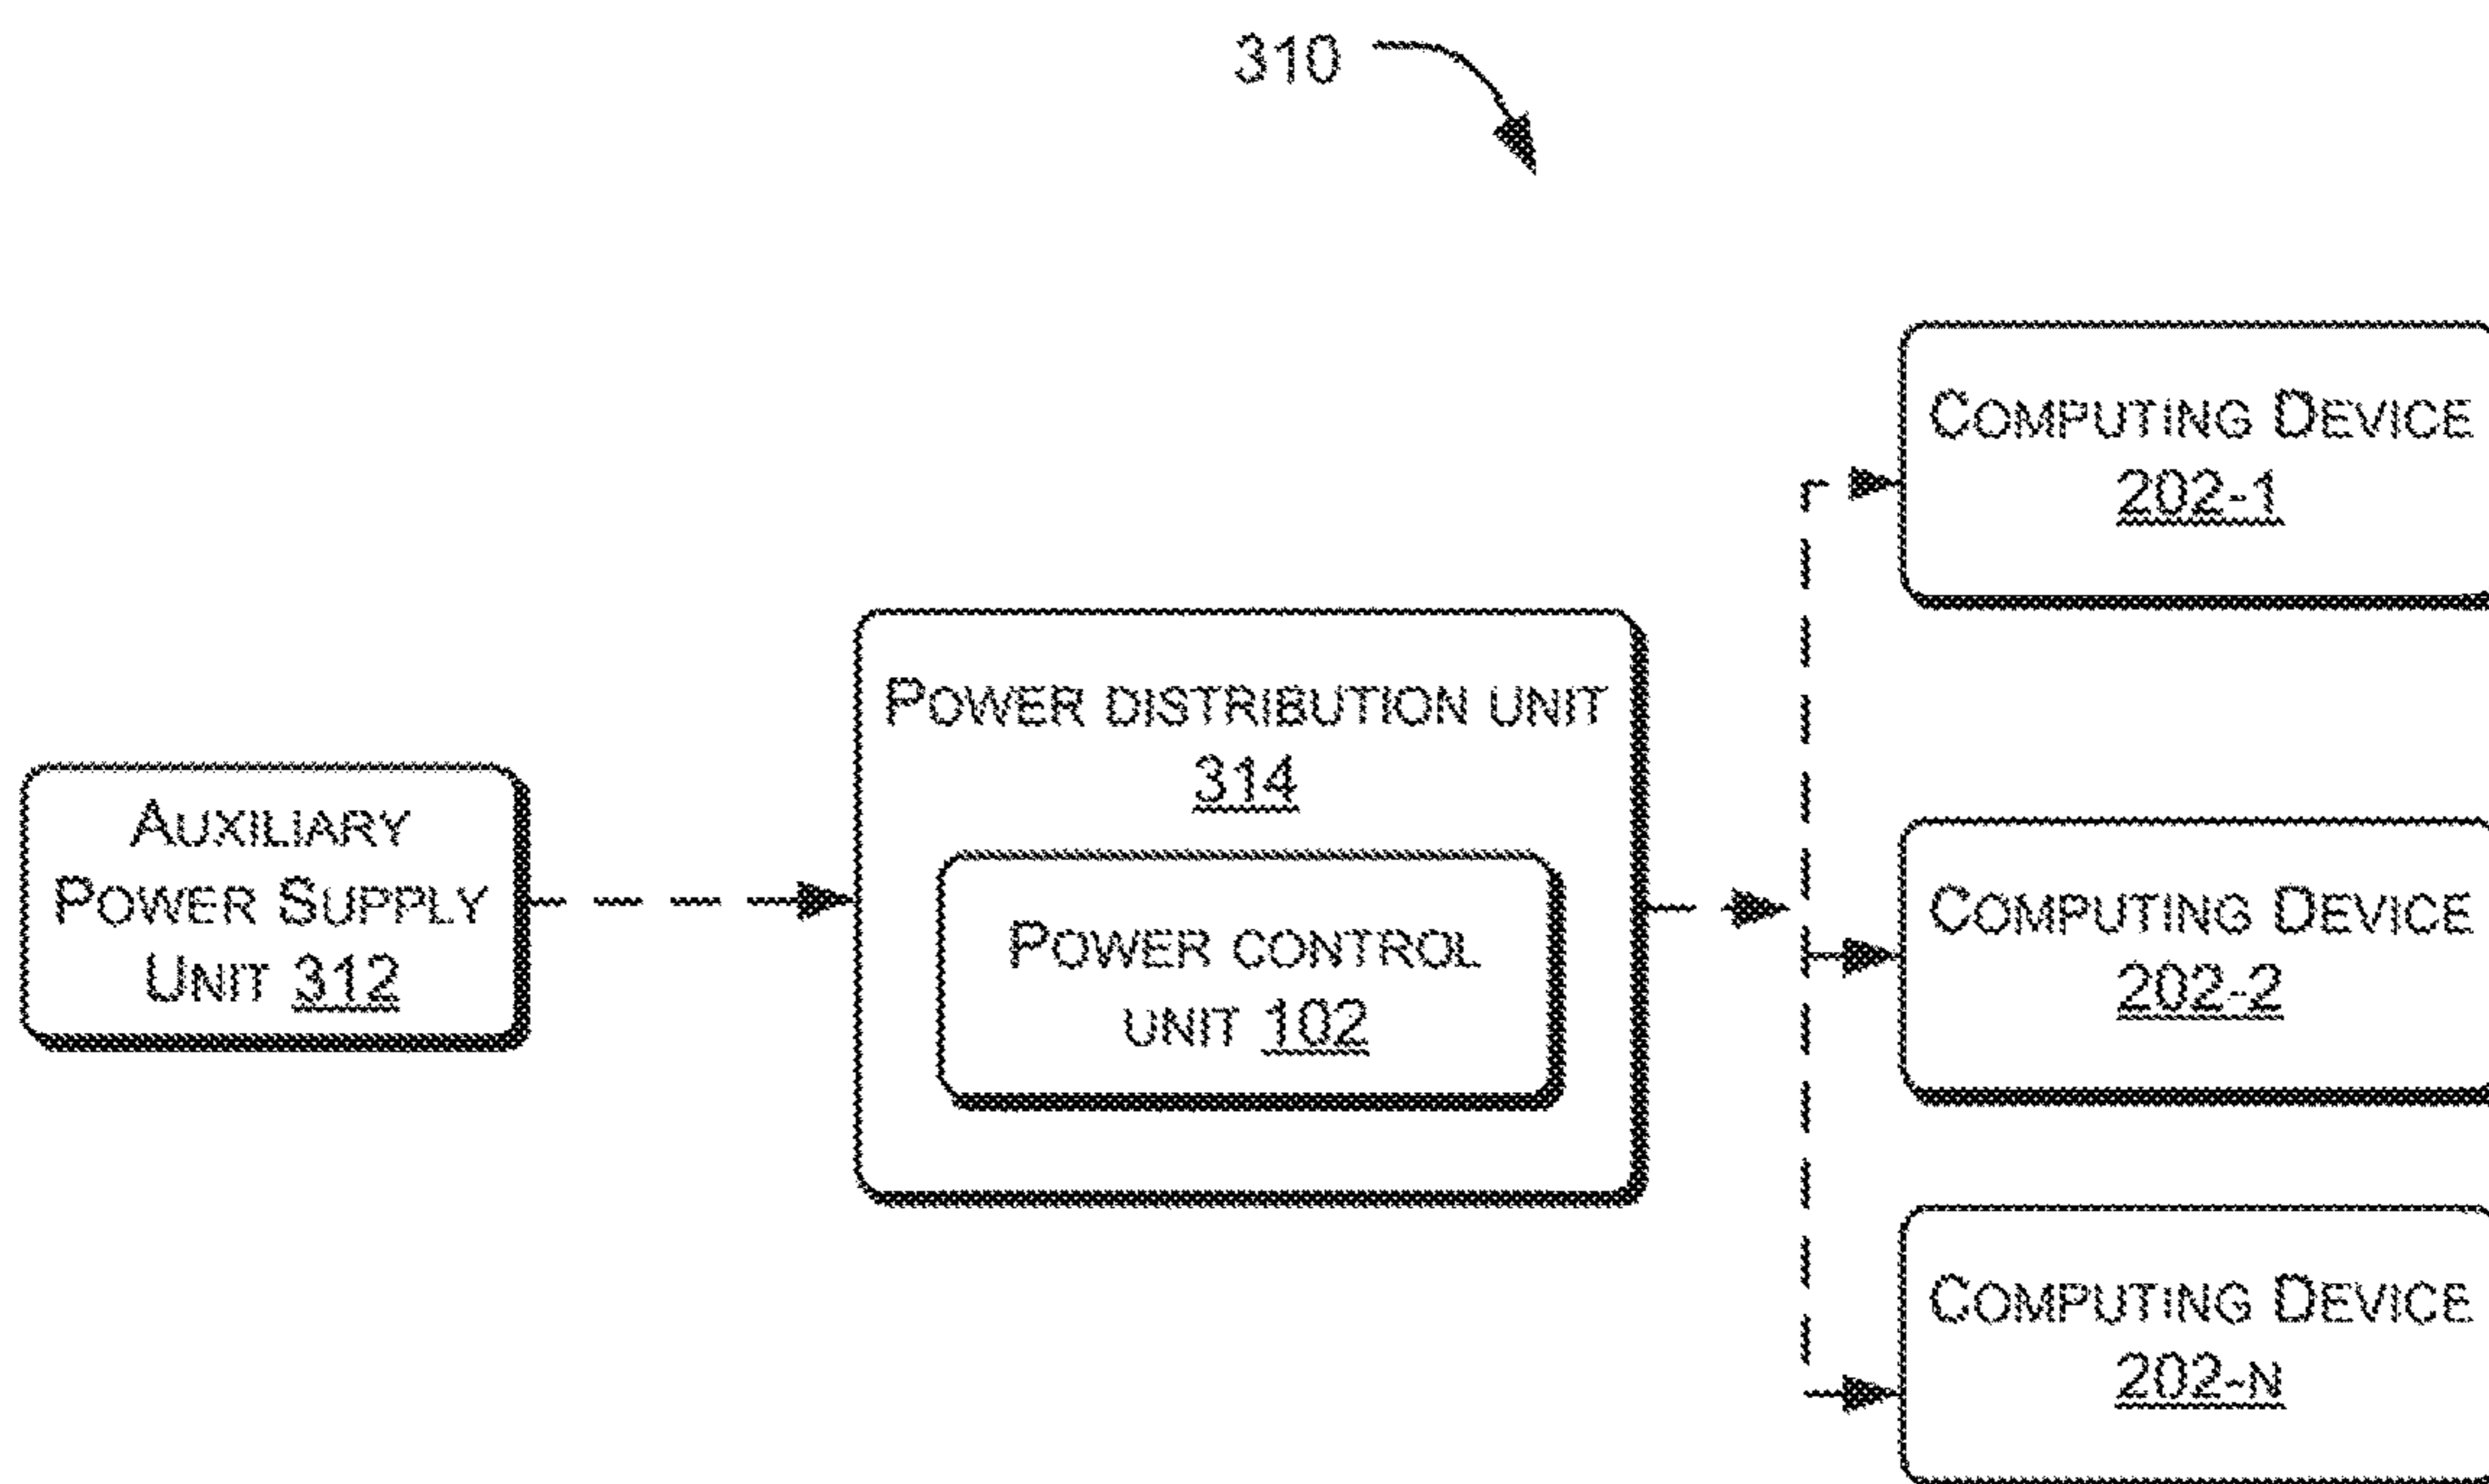 310
COMPUTING DEVICE
202-1
POWER DISTRIBUTION UNIT
314
AUXILIARY
POWER SUPPLY
UNIT 312
POWER CONTROL
UNIT 102
COMPUTING DEVICE
202-2
COMPUTING DEVICE
202-N